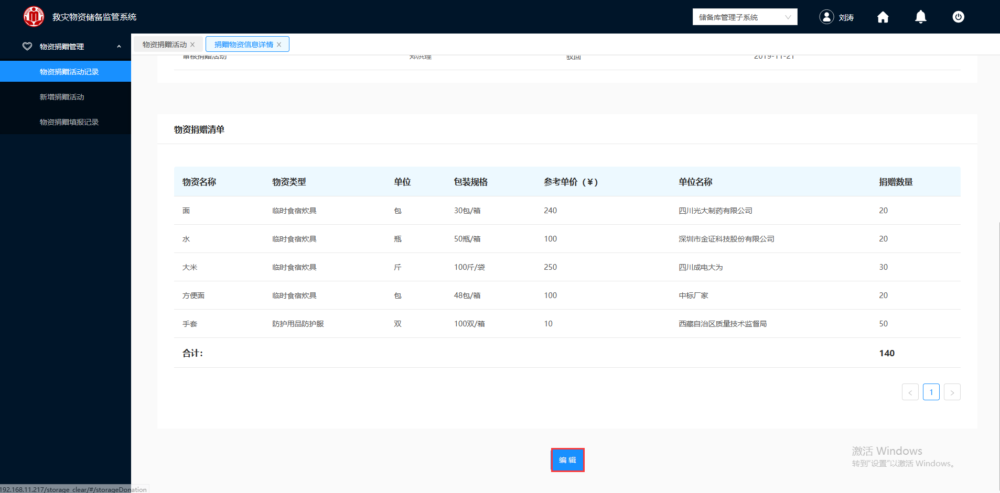 救灾物资储备监管系统
储备库管理子系统
刘涛
物资捐赠管理
物资捐赠活动记录
新增捐赠活动
物资捐赠填报记录
物资捐赠活动
捐赠物资信息详情
审核捐赠活动 郑洪理 驳回 2019-11-21
物资捐赠清单
物资名称 物资类型 单位 包装规格 参考单价（¥） 单位名称 捐赠数量
面 临时食宿炊具 包 30包/箱 240 四川光大制药有限公司 20
水 临时食宿炊具 瓶 50瓶/箱 100 深圳市金证科技股份有限公司 20
大米 临时食宿炊具 斤 100斤/袋 250 四川成电大为 30
方便面 临时食宿炊具 包 48包/箱 100 中标厂家 20
手套 防护用品防护服 双 100双/箱 10 西藏自治区质量技术监督局 50
合计： 140
< 1 >
编 辑
激活 Windows
转到"设置"以激活 Windows。
192.168.11.217/storage_clear/#/storageDonation